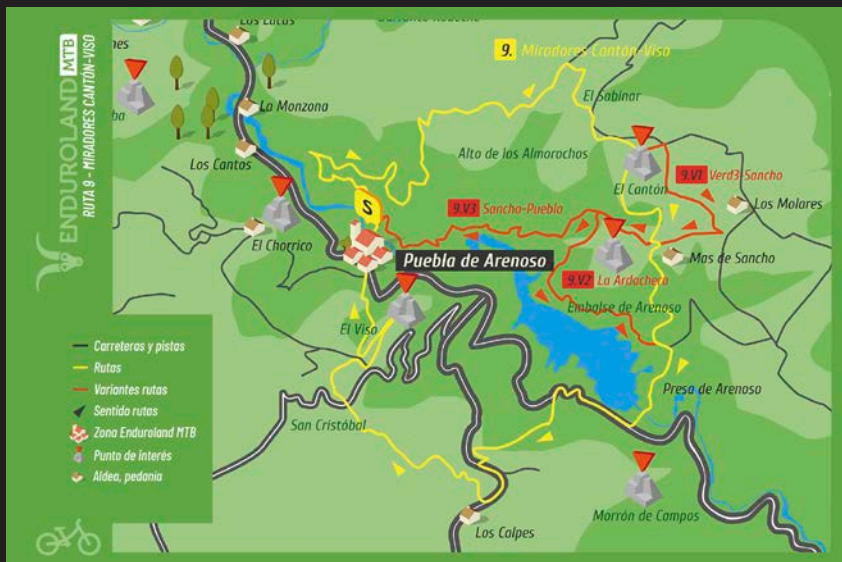 ENDUROLAND MTB
RUTA 9 - MIRADORES CANTÓN-VISO
Los Lucas
9. Miradores Cantón-Viso
La Monzona
El Sabinar
Los Cantos
Alto de los Almorochos
9.V1 Verd3-Sancho
El Cantón
Los Molares
S
9.V3 Sancho-Puebla
El Chorrico
Puebla de Arenoso
Mas de Sancho
9.V2 La Ardachera
Embalse de Arenoso
El Viso
Presa de Arenoso
San Cristóbal
Morrón de Campos
Los Calpes
Carreteras y pistas
Rutas
Variantes rutas
Sentido rutas
Zona Enduroland MTB
Punto de interés
Aldea, pedanía